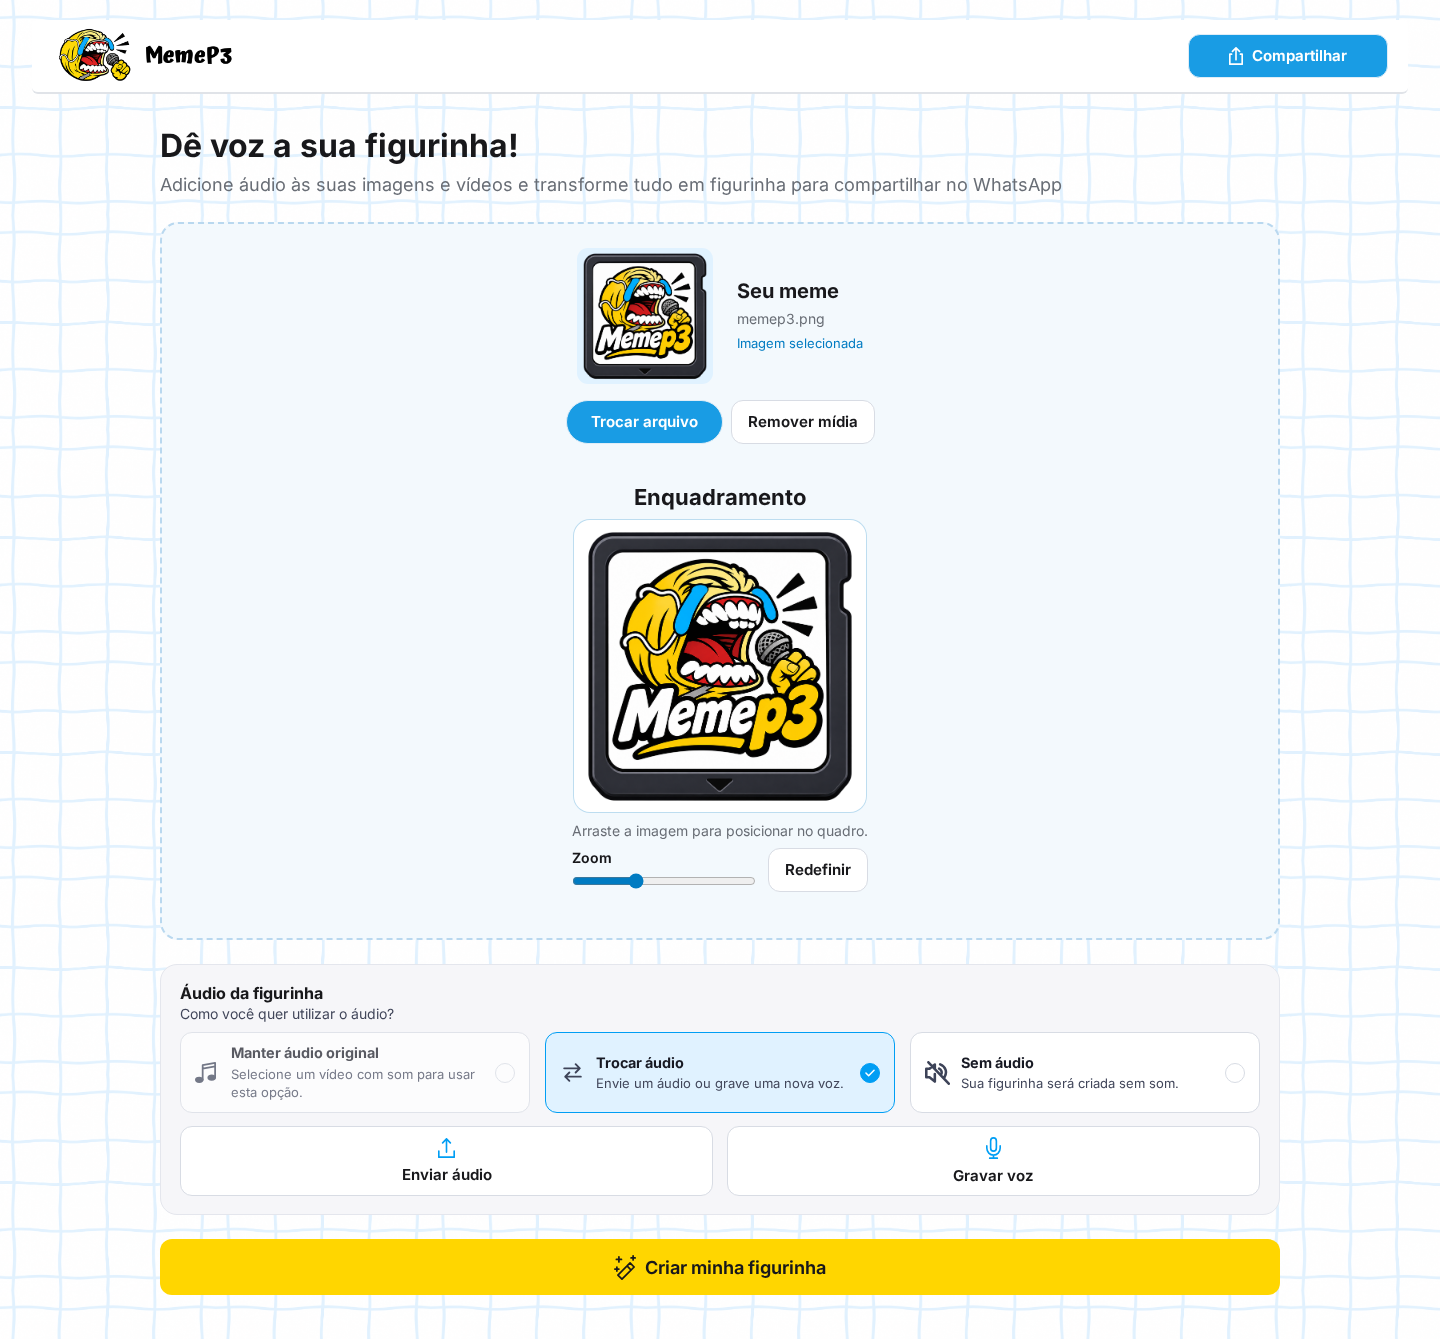 MemeP3
Compartilhar
Dê voz a sua figurinha!
Adicione áudio às suas imagens e vídeos e transforme tudo em figurinha para compartilhar no WhatsApp
Memep3
Seu meme
memep3.png
Imagem selecionada
Trocar arquivo
Remover mídia
Enquadramento
Memep3
Arraste a imagem para posicionar no quadro.
Zoom
Redefinir
Áudio da figurinha
Como você quer utilizar o áudio?
Manter áudio original
Selecione um vídeo com som para usar
esta opção.
Trocar áudio
Envie um áudio ou grave uma nova voz.
Sem áudio
Sua figurinha será criada sem som.
Enviar áudio
Gravar voz
Criar minha figurinha